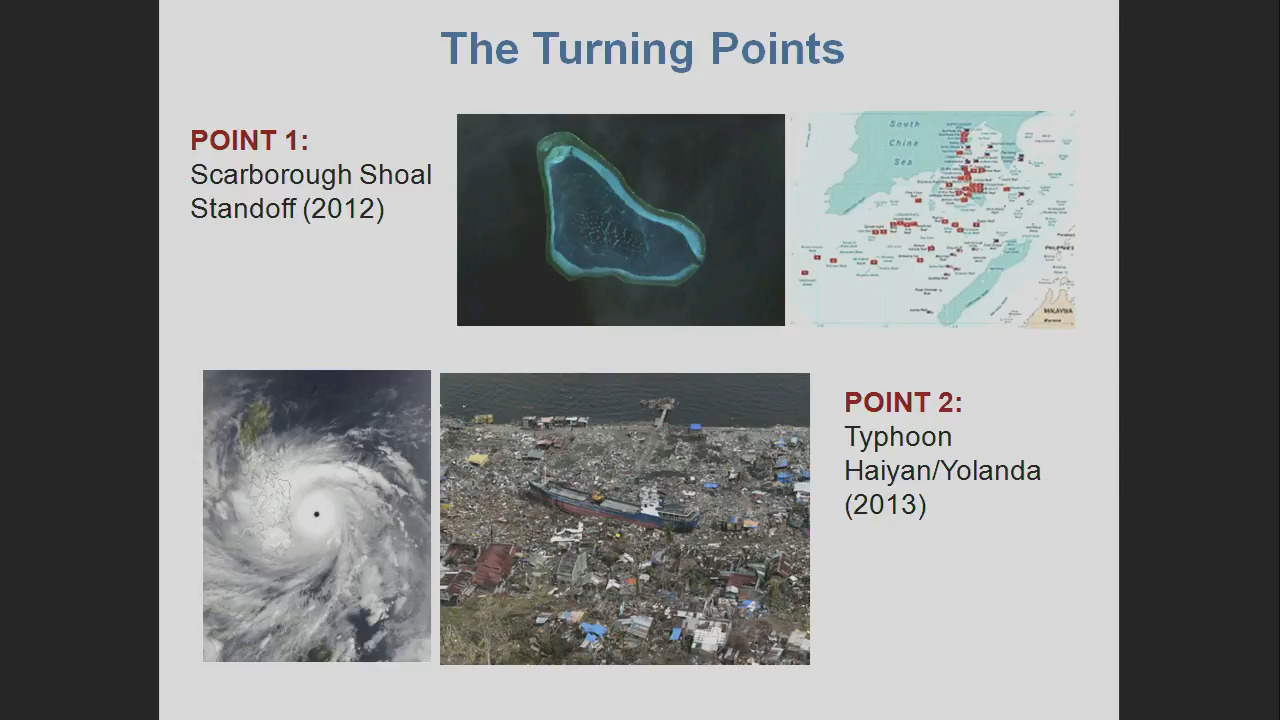 The Turning Points
POINT 1:
Scarborough Shoal
Standoff (2012)
South
China
Sea
PHILIPPINES
MALAYSIA
POINT 2:
Typhoon
Haiyan/Yolanda
(2013)